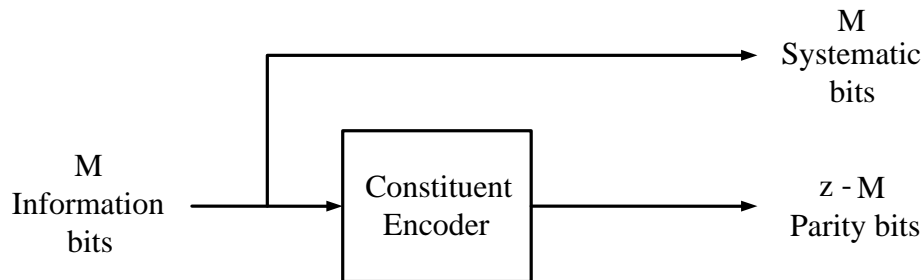 M
Systematic
bits
M
Information
bits
Constituent
Encoder
z - M
Parity bits